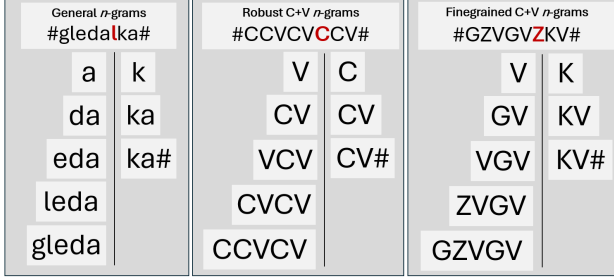 General n-grams
#gledalka#
a k
da ka
eda ka#
leda
gleda
Robust C+V n-grams
#CCVCVCCV#
V C
CV CV
VCV CV#
CVCV
CCVCV
Finegrained C+V n-grams
#GZVGVZKV#
V K
GV KV
VGV KV#
ZVGV
GZVGV